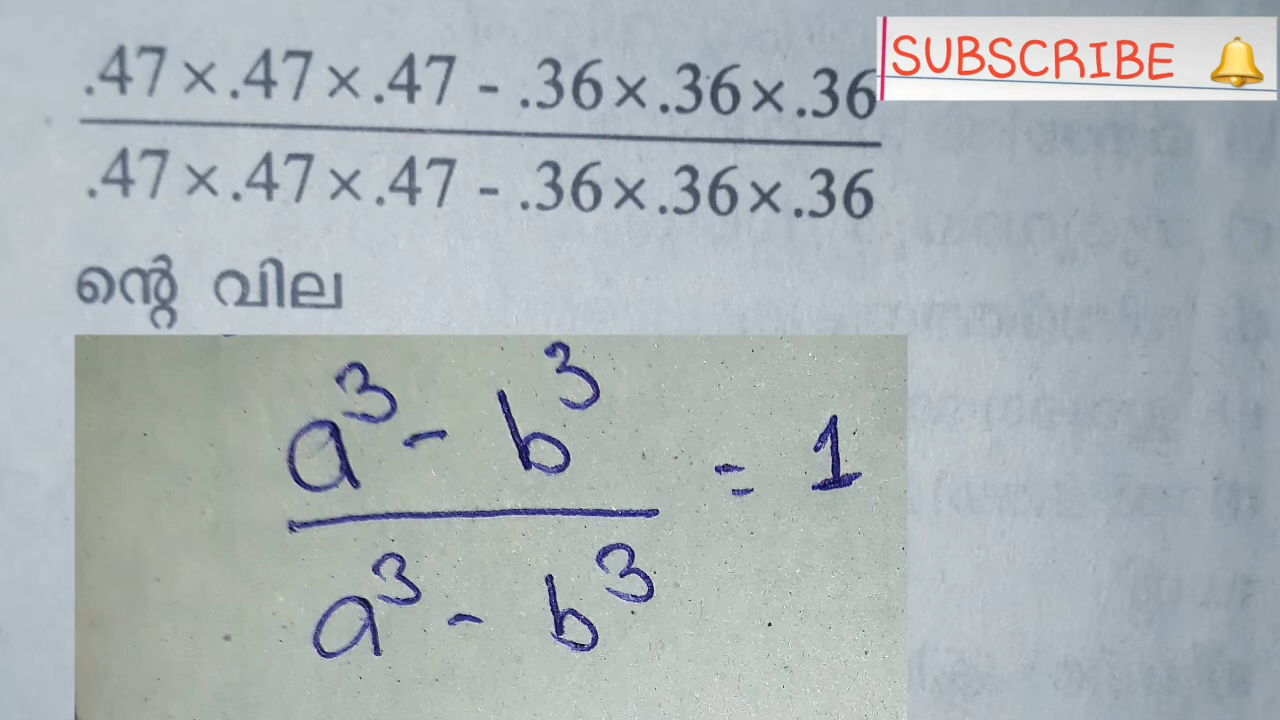 .47×.47×.47 - .36×.36×.36
.47×.47×.47 - .36×.36×.36
ന്റെ വില
SUBSCRIBE 🔔
a³ - b³
= 1
a³ - b³